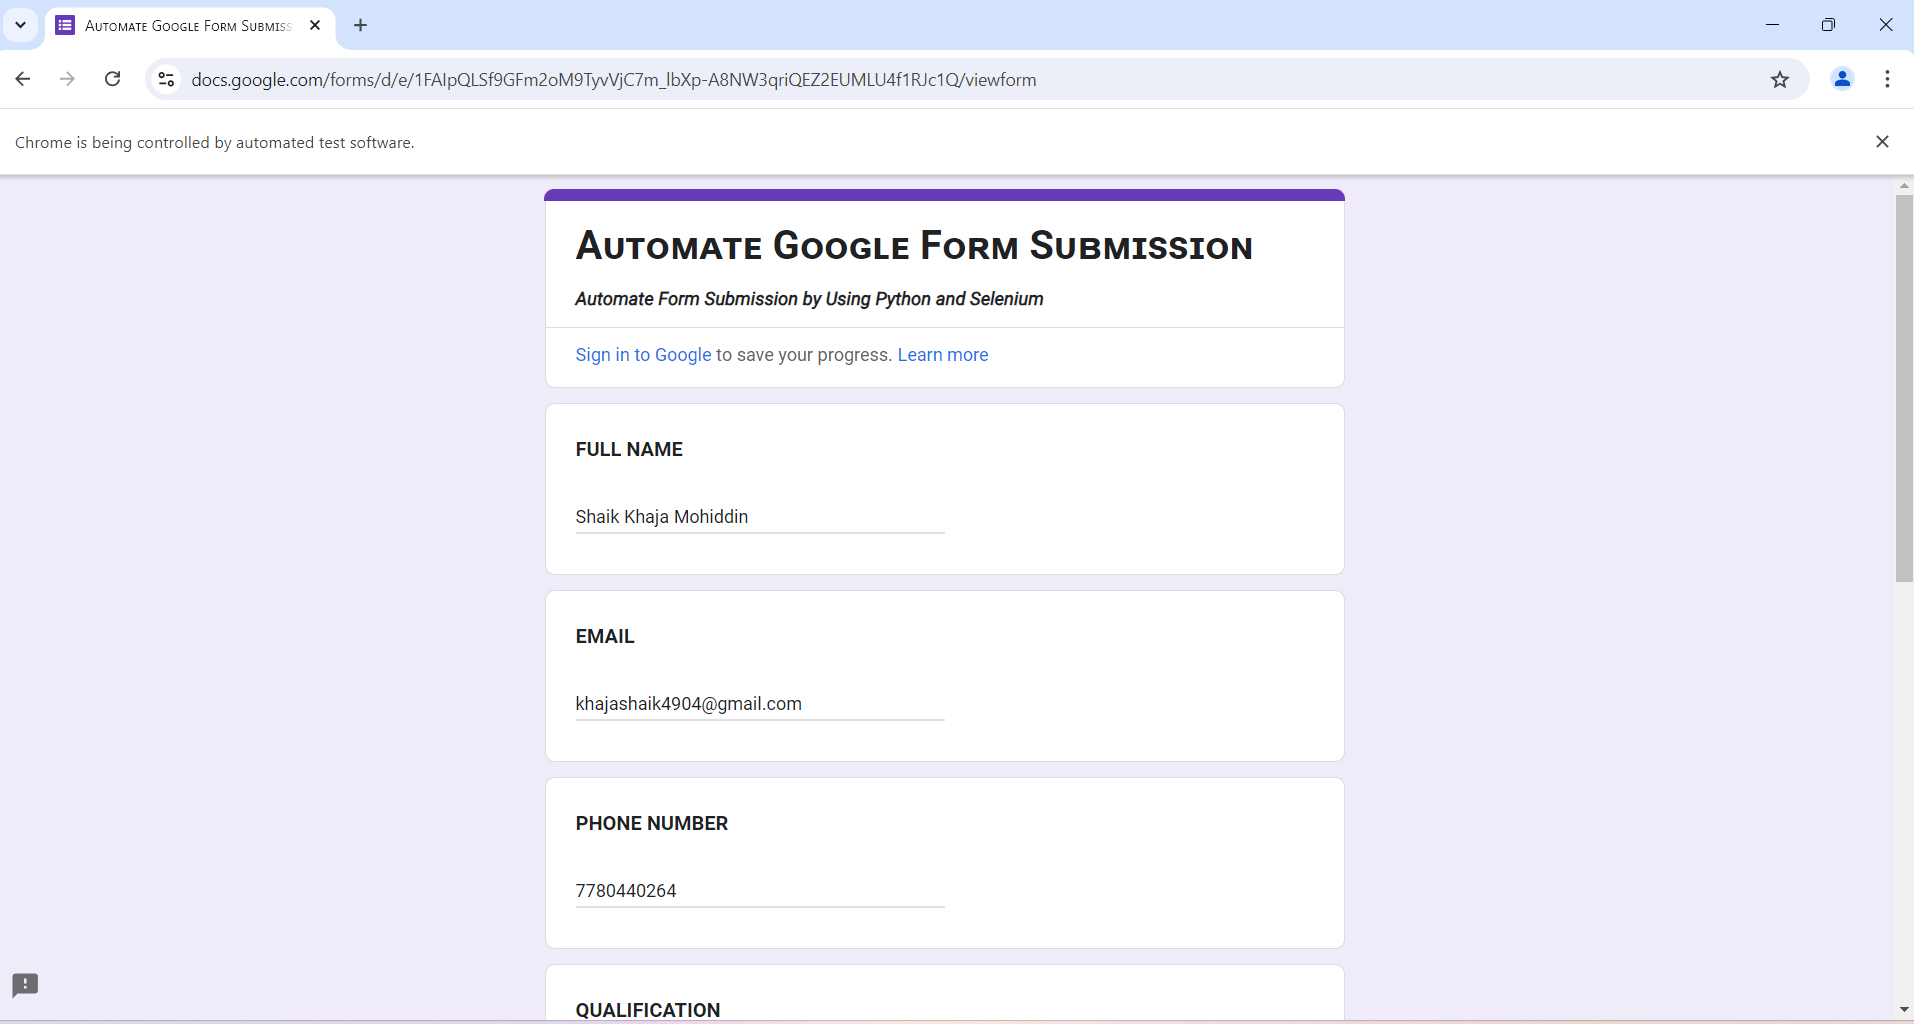 Automate Google Form Submiss
docs.google.com/forms/d/e/1FAIpQLSf9GFm2oM9TyvVjC7m_lbXp-A8NW3qriQEZ2EUMLU4f1RJc1Q/viewform
Chrome is being controlled by automated test software.
Automate Google Form Submission
Automate Form Submission by Using Python and Selenium
Sign in to Google to save your progress. Learn more
FULL NAME
Shaik Khaja Mohiddin
EMAIL
khajashaik4904@gmail.com
PHONE NUMBER
7780440264
QUALIFICATION